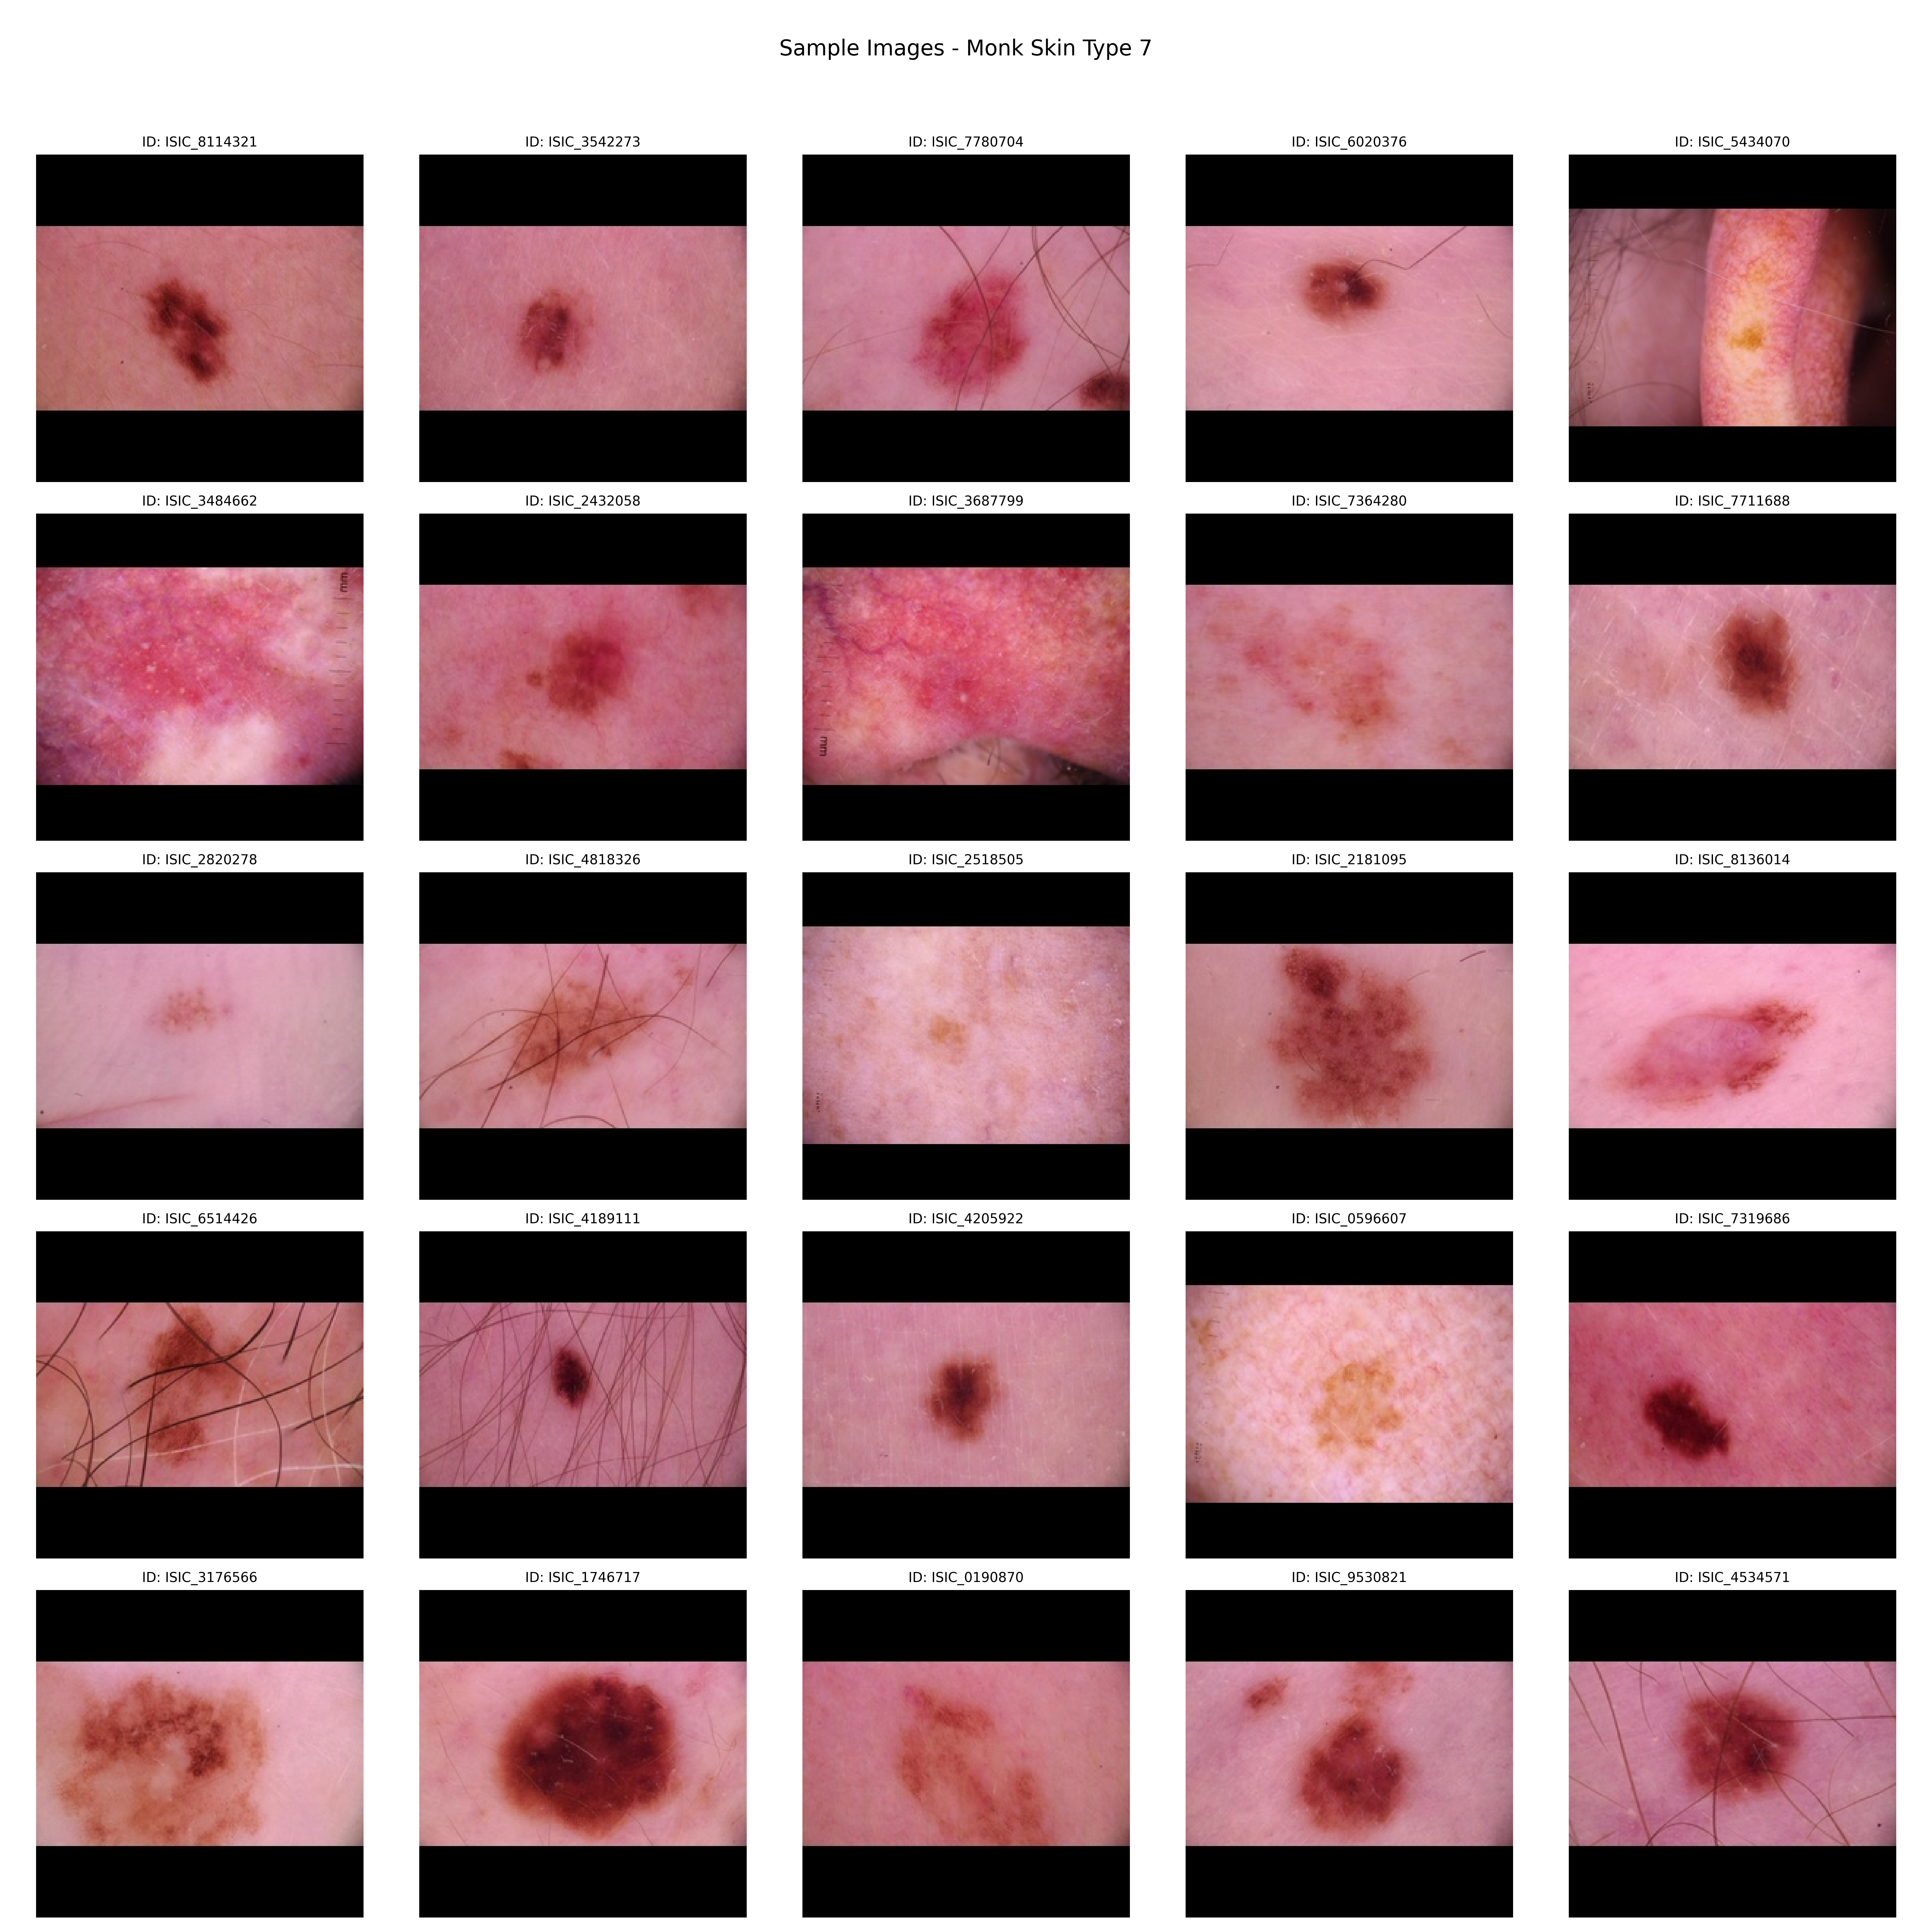 Sample Images - Monk Skin Type 7
ID: ISIC_8114321
ID: ISIC_3542273
ID: ISIC_7780704
ID: ISIC_6020376
ID: ISIC_5434070
ID: ISIC_3484662
ID: ISIC_2432058
ID: ISIC_3687799
ID: ISIC_7364280
ID: ISIC_7711688
mm
mm
ID: ISIC_2820278
ID: ISIC_4818326
ID: ISIC_2518505
ID: ISIC_2181095
ID: ISIC_8136014
ID: ISIC_6514426
ID: ISIC_4189111
ID: ISIC_4205922
ID: ISIC_0596607
ID: ISIC_7319686
ID: ISIC_3176566
ID: ISIC_1746717
ID: ISIC_0190870
ID: ISIC_9530821
ID: ISIC_4534571